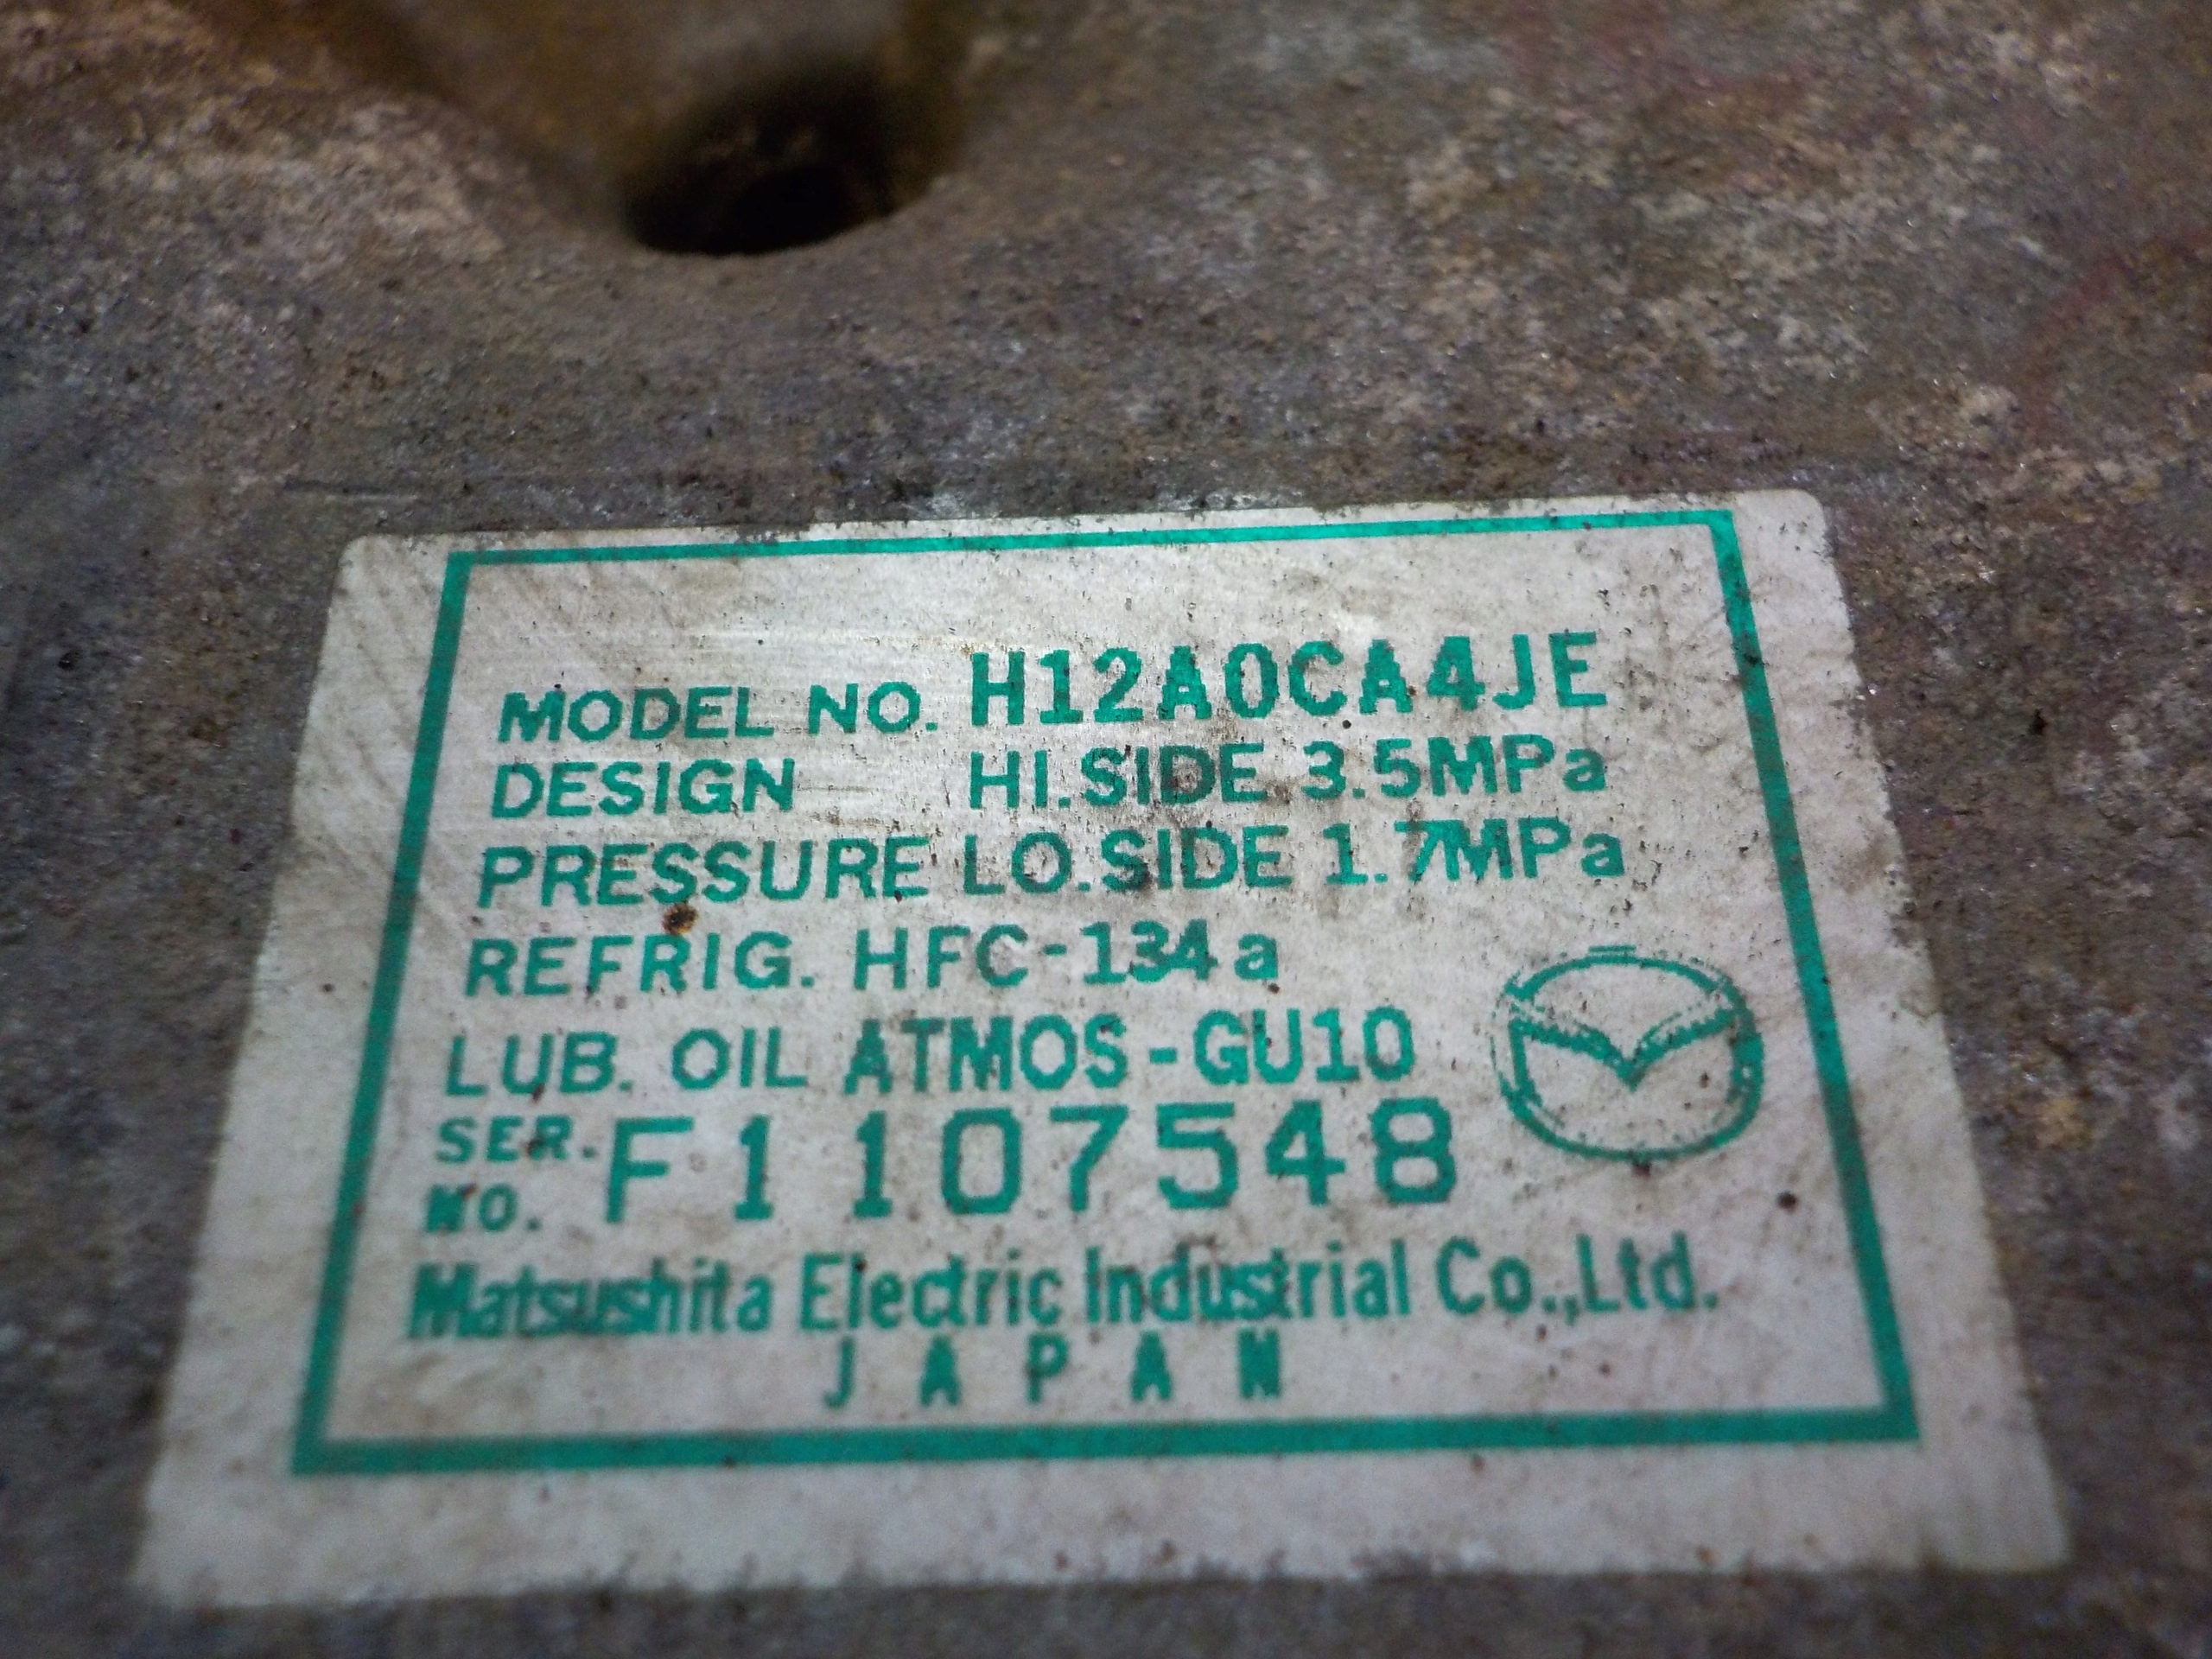 MODEL NO. H12A0CA4JE
DESIGN HI.SIDE 3.5MPa
PRESSURE LO.SIDE 1.7MPa
REFRIG. HFC-134a
LUB. OIL ATMOS-GU10
SER. NO. F1107548
Matsushita Electric Industrial Co.,Ltd.
JAPAN